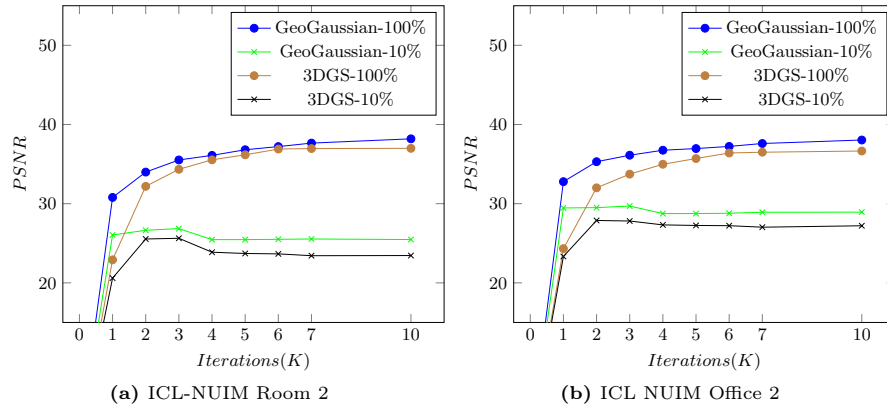 50
40
30
20
PSNR
0 1 2 3 4 5 6 7 10
Iterations(K)
GeoGaussian-100%
GeoGaussian-10%
3DGS-100%
3DGS-10%
(a) ICL-NUIM Room 2
50
40
30
20
PSNR
0 1 2 3 4 5 6 7 10
Iterations(K)
GeoGaussian-100%
GeoGaussian-10%
3DGS-100%
3DGS-10%
(b) ICL NUIM Office 2